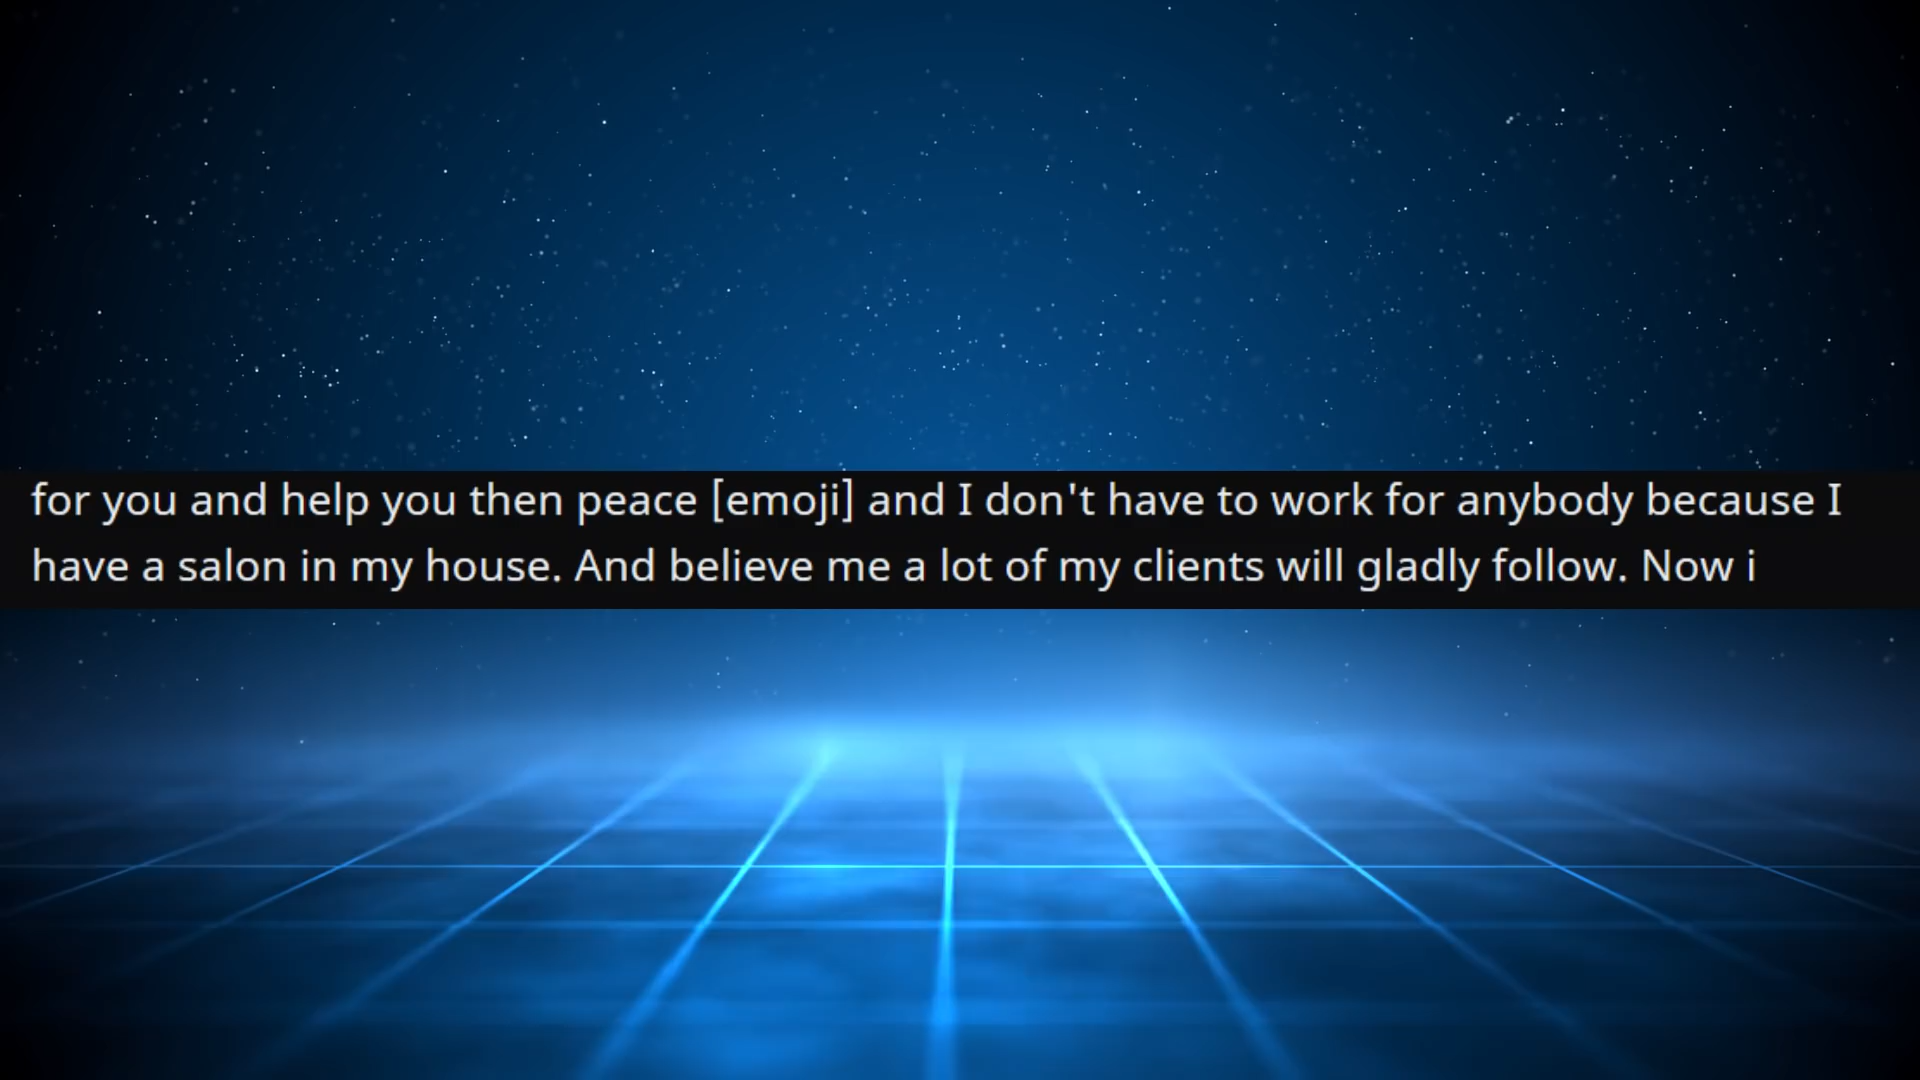 for you and help you then peace [emoji] and I don't have to work for anybody because I
have a salon in my house. And believe me a lot of my clients will gladly follow. Now i